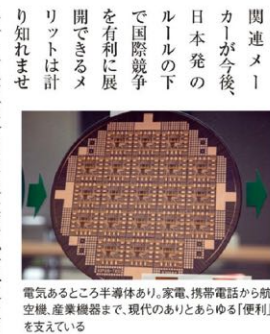 関連メー
カーが今後、
日本発の
ルールの下
で国際競争
を有利に展
開できるメ
リットは計
り知れませ
電気あるところ半導体あり。家電、携帯電話から航
空機、産業機器まで、現代のありとあらゆる「便利」
を支えている